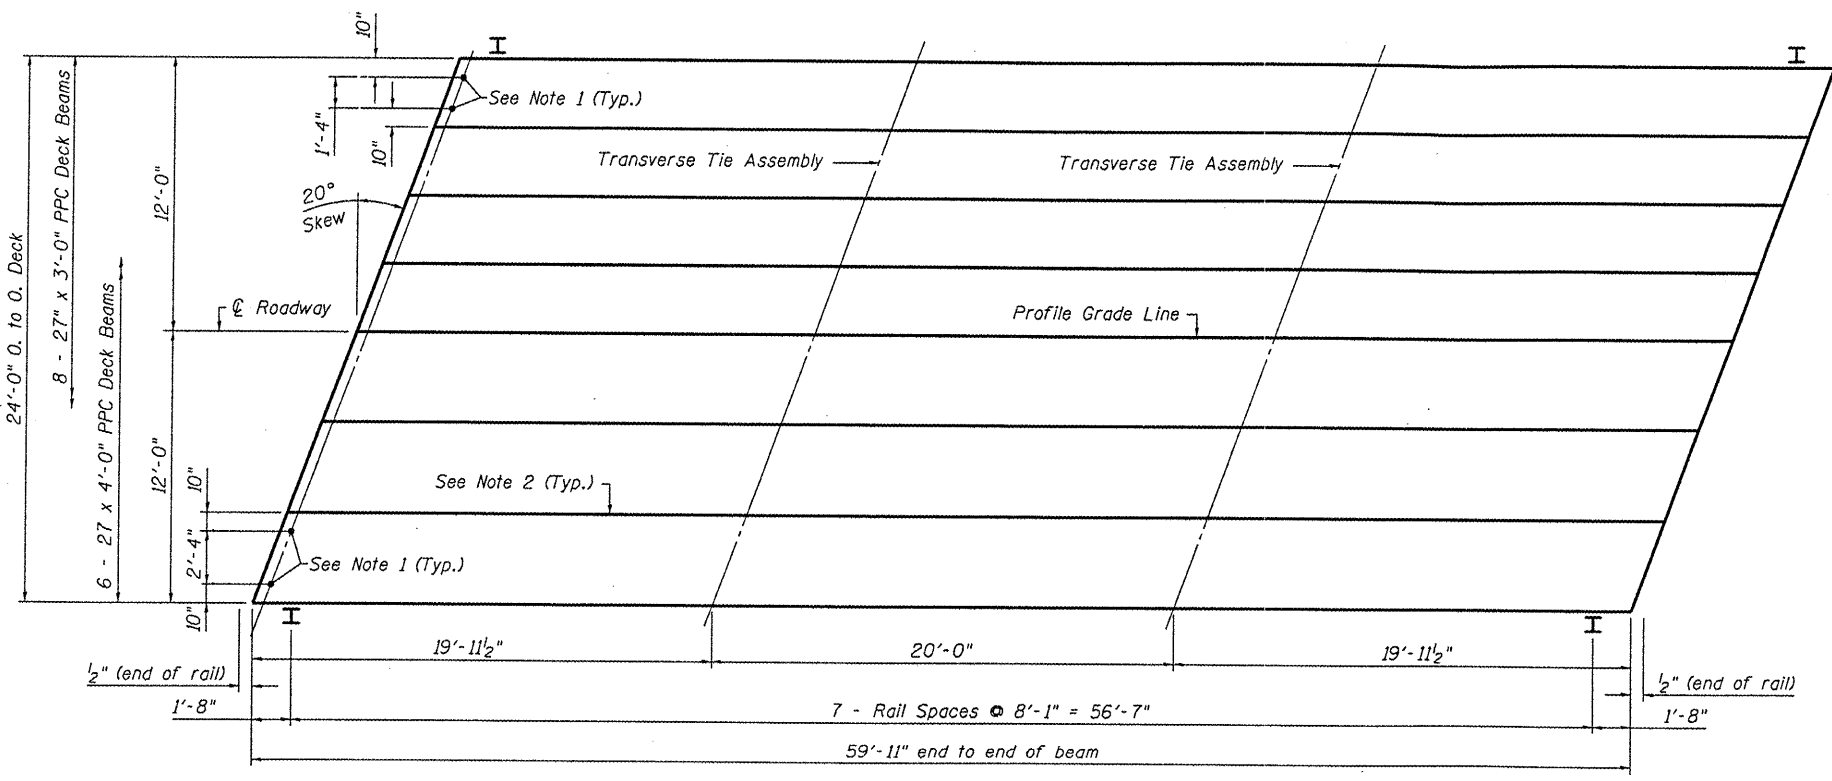 10"
I
I
See Note 1 (Typ.)
1'-4"
10"
Transverse Tie Assembly
Transverse Tie Assembly
20°
Skew
12'-0"
24'-0" O. to O. Deck
8 - 27" x 3'-0" PPC Deck Beams
6 - 27 x 4'-0" PPC Deck Beams
℄ Roadway
Profile Grade Line
12'-0"
10"
See Note 2 (Typ.)
2'-4"
See Note 1 (Typ.)
10"
I
I
19'-11½"
20'-0"
19'-11½"
½" (end of rail)
½" (end of rail)
1'-8"
7 - Rail Spaces @ 8'-1" = 56'-7"
1'-8"
59'-11" end to end of beam